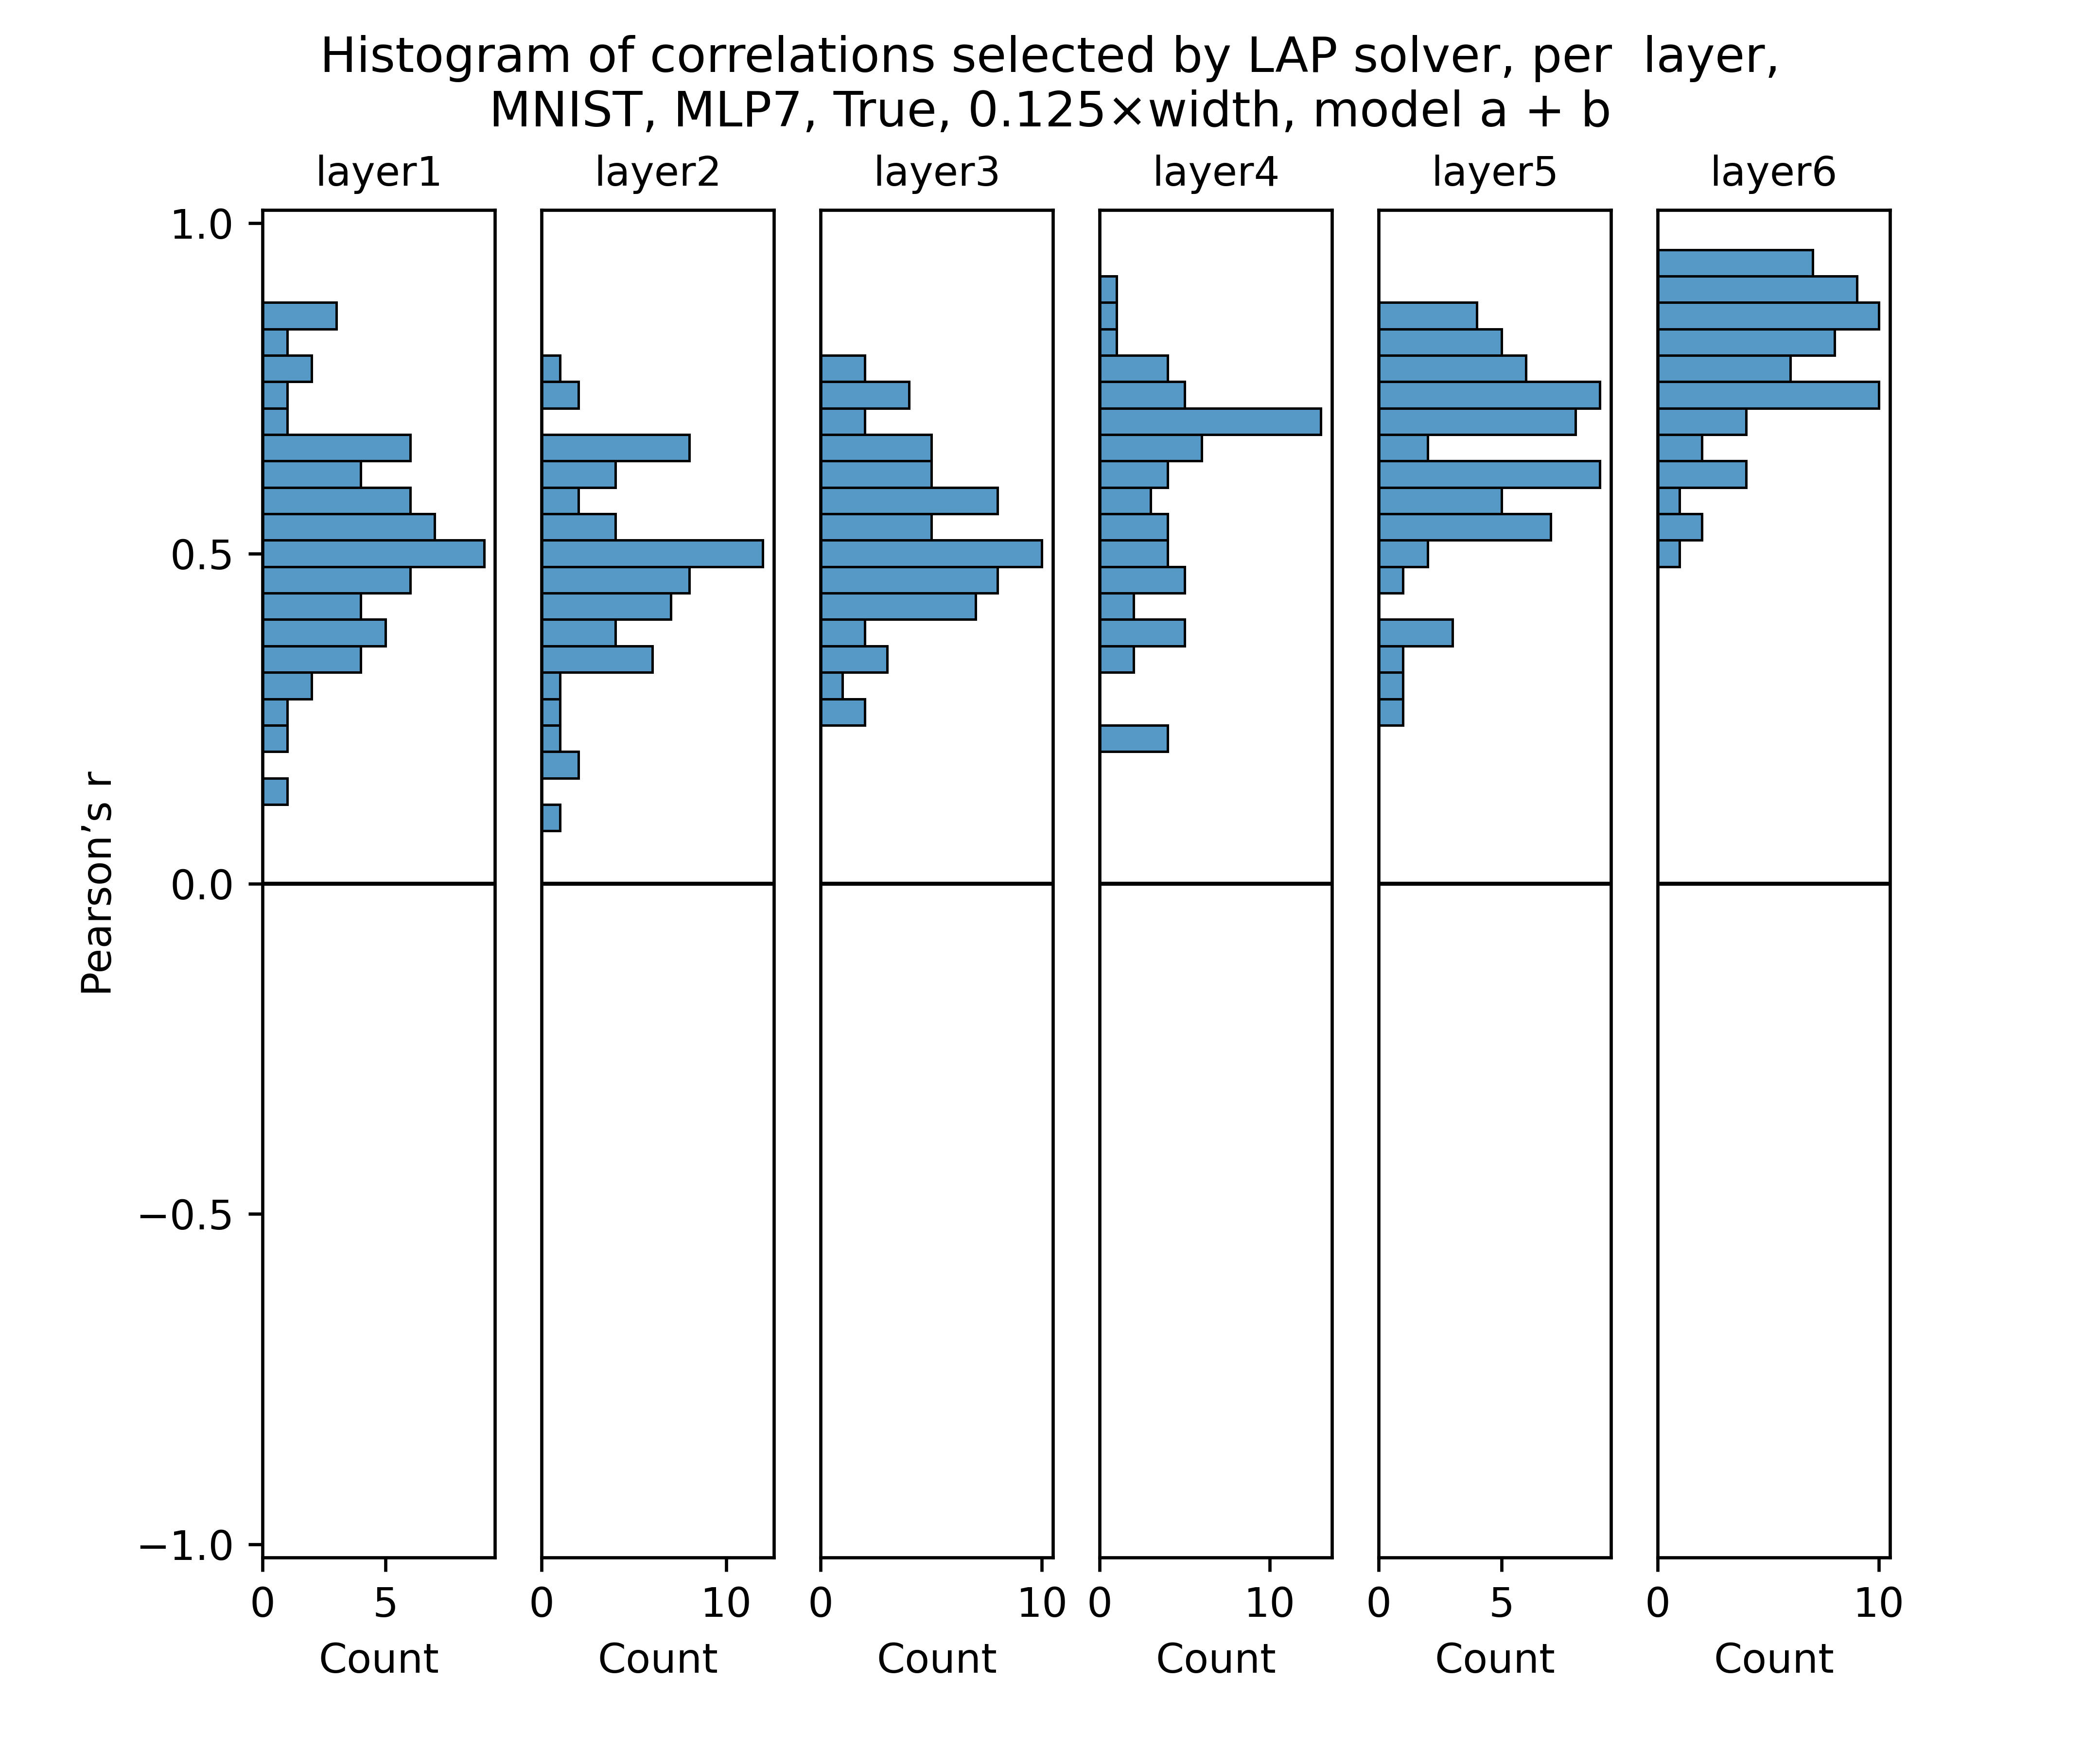 Histogram of correlations selected by LAP solver, per  layer,
MNIST, MLP7, True, 0.125×width, model a + b
layer1 layer2 layer3 layer4 layer5 layer6
1.0
0.5
0.0
−0.5
−1.0
Pearson’s r
0 5 0 10 0 10 0 10 0 5 0 10
Count Count Count Count Count Count